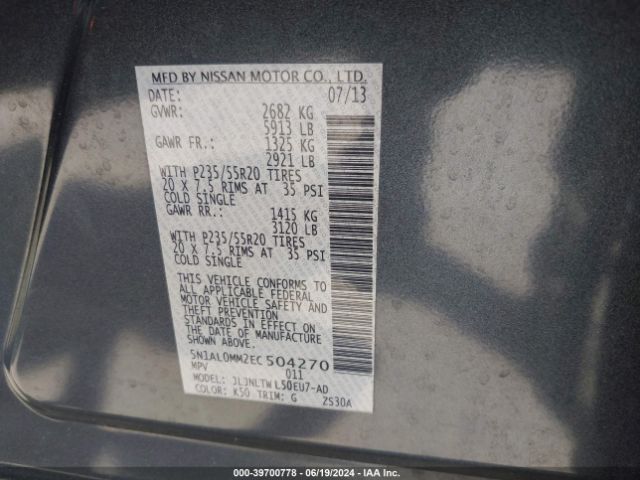 MFD BY NISSAN MOTOR CO., LTD.
DATE: 07/13
GVWR: 2682 KG
5913 LB
GAWR FR.: 1325 KG
2921 LB
WITH P235/55R20 TIRES
20 X 7.5 RIMS AT 35 PSI
COLD SINGLE
GAWR RR.: 1415 KG
3120 LB
WITH P235/55R20 TIRES
20 X 7.5 RIMS AT 35 PSI
COLD SINGLE
THIS VEHICLE CONFORMS TO
ALL APPLICABLE FEDERAL
MOTOR VEHICLE SAFETY AND
THEFT PREVENTION
STANDARDS IN EFFECT ON
THE DATE OF MANUFACTURE
SHOWN ABOVE.
5N1AL0MM2EC504270
MPV 011
MODEL: JLJNLTWL50EU7-AD
COLOR: K50 TRIM: G 2S30A
000-39700778 - 06/19/2024 - IAA Inc.